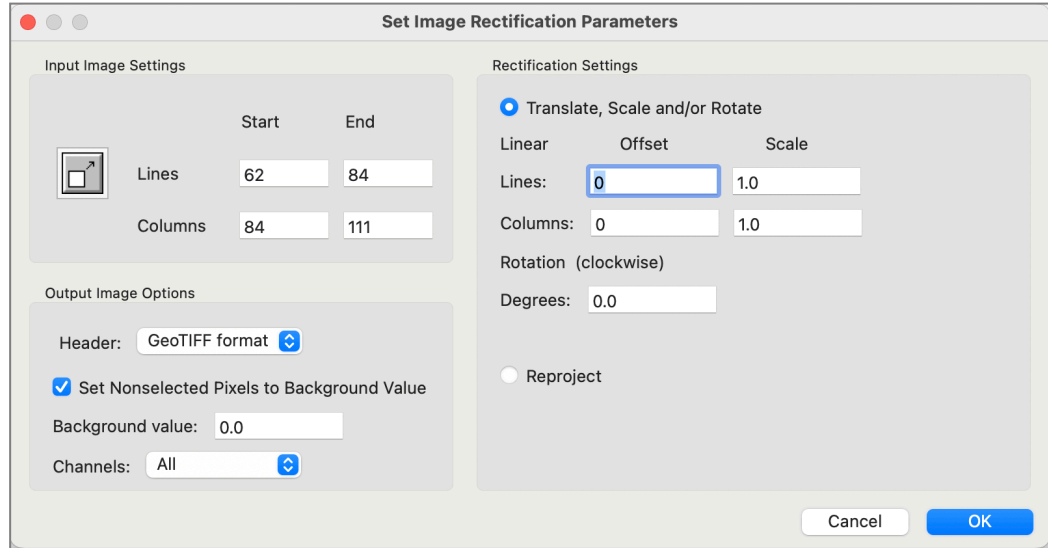 Set Image Rectification Parameters
Input Image Settings
Start End
Lines 62 84
Columns 84 111
Output Image Options
Header: GeoTIFF format
Set Nonselected Pixels to Background Value
Background value: 0.0
Channels: All
Rectification Settings
Translate, Scale and/or Rotate
Linear Offset Scale
Lines: 0 1.0
Columns: 0 1.0
Rotation (clockwise)
Degrees: 0.0
Reproject
Cancel OK